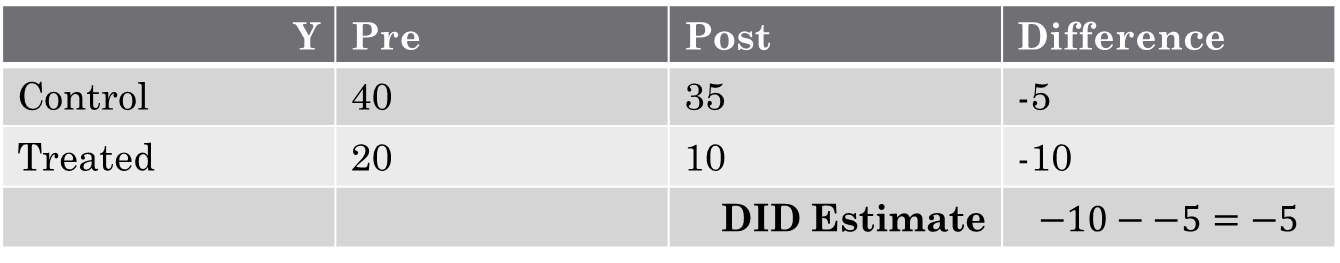 Y Pre Post Difference
Control 40 35 -5
Treated 20 10 -10
DID Estimate −10 − −5 = −5